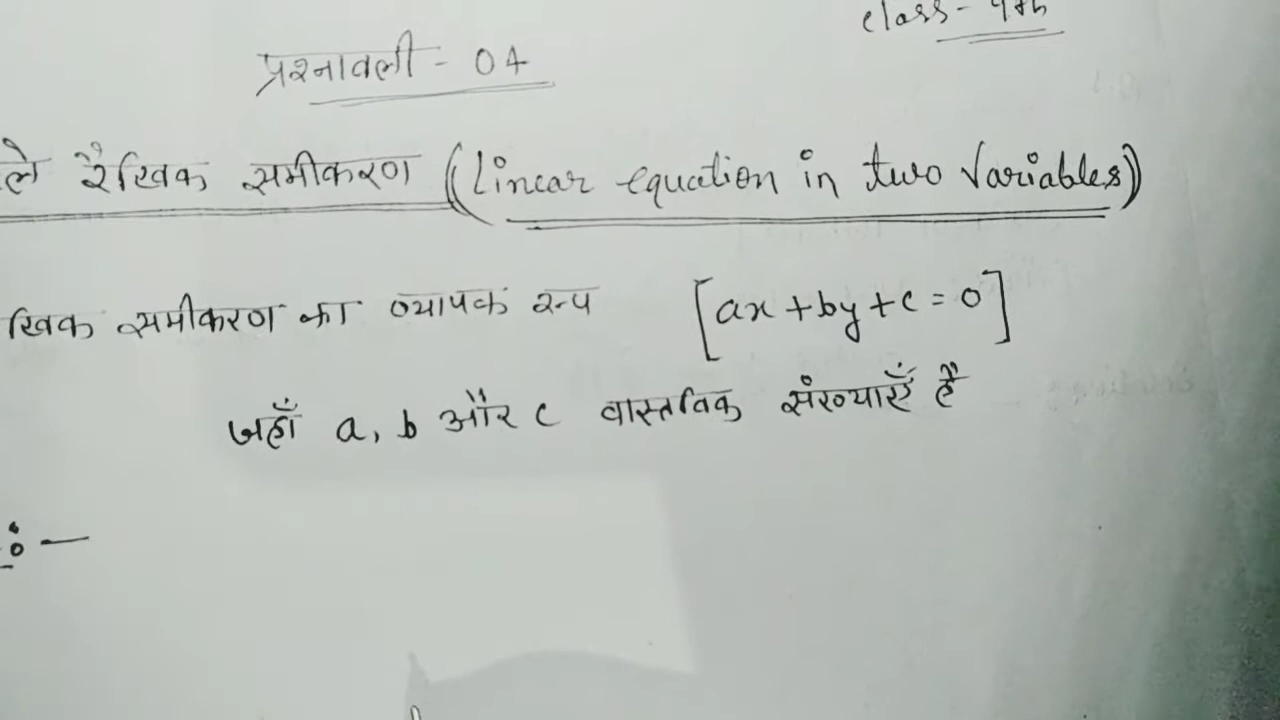 class- 9th
प्रश्नावली - 04
ले रैखिक समीकरण (Linear equation in two Variables)
खिक समीकरण का व्यापक रूप [ax + by + c = 0]
जहाँ a, b और c वास्तविक संख्याएँ हैं
:-